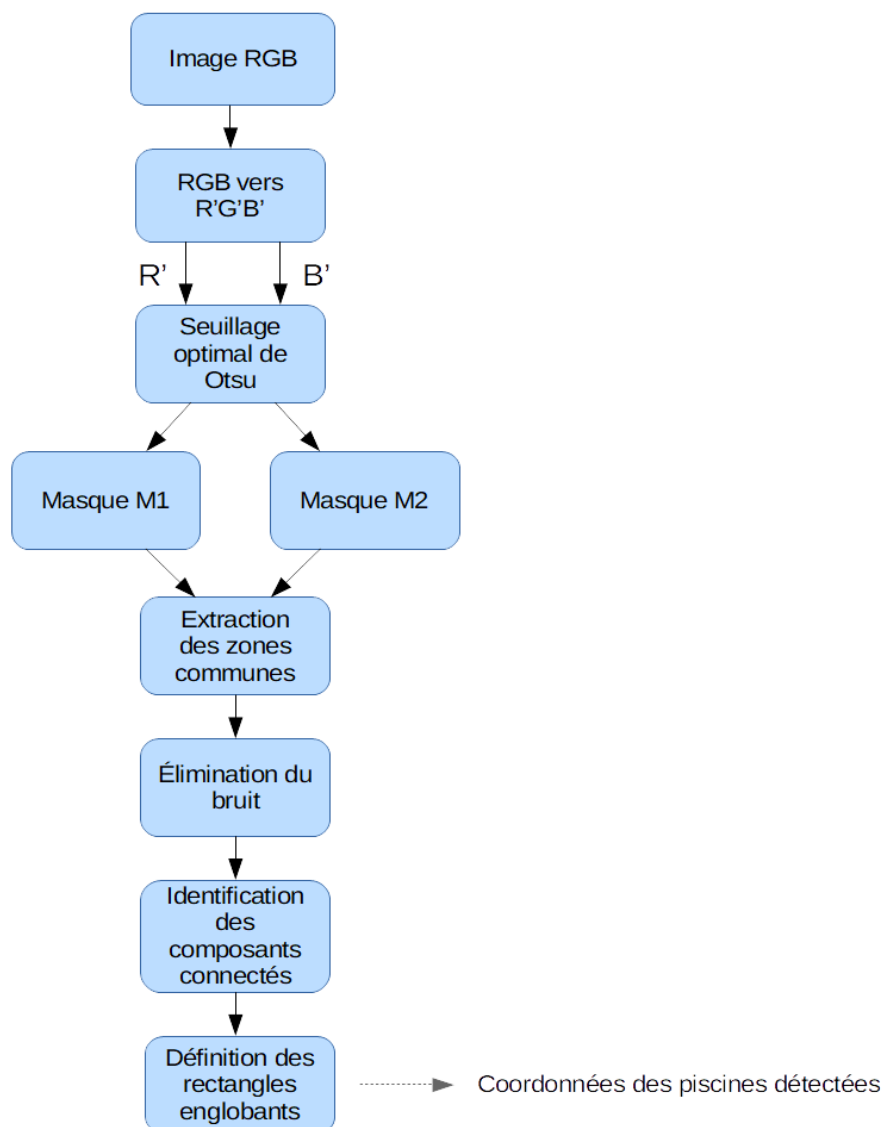 Image RGB
RGB vers
R'G'B'
R' B'
Seuillage
optimal de
Otsu
Masque M1 Masque M2
Extraction
des zones
communes
Élimination du
bruit
Identification
des
composants
connectés
Définition des
rectangles
englobants
Coordonnées des piscines détectées